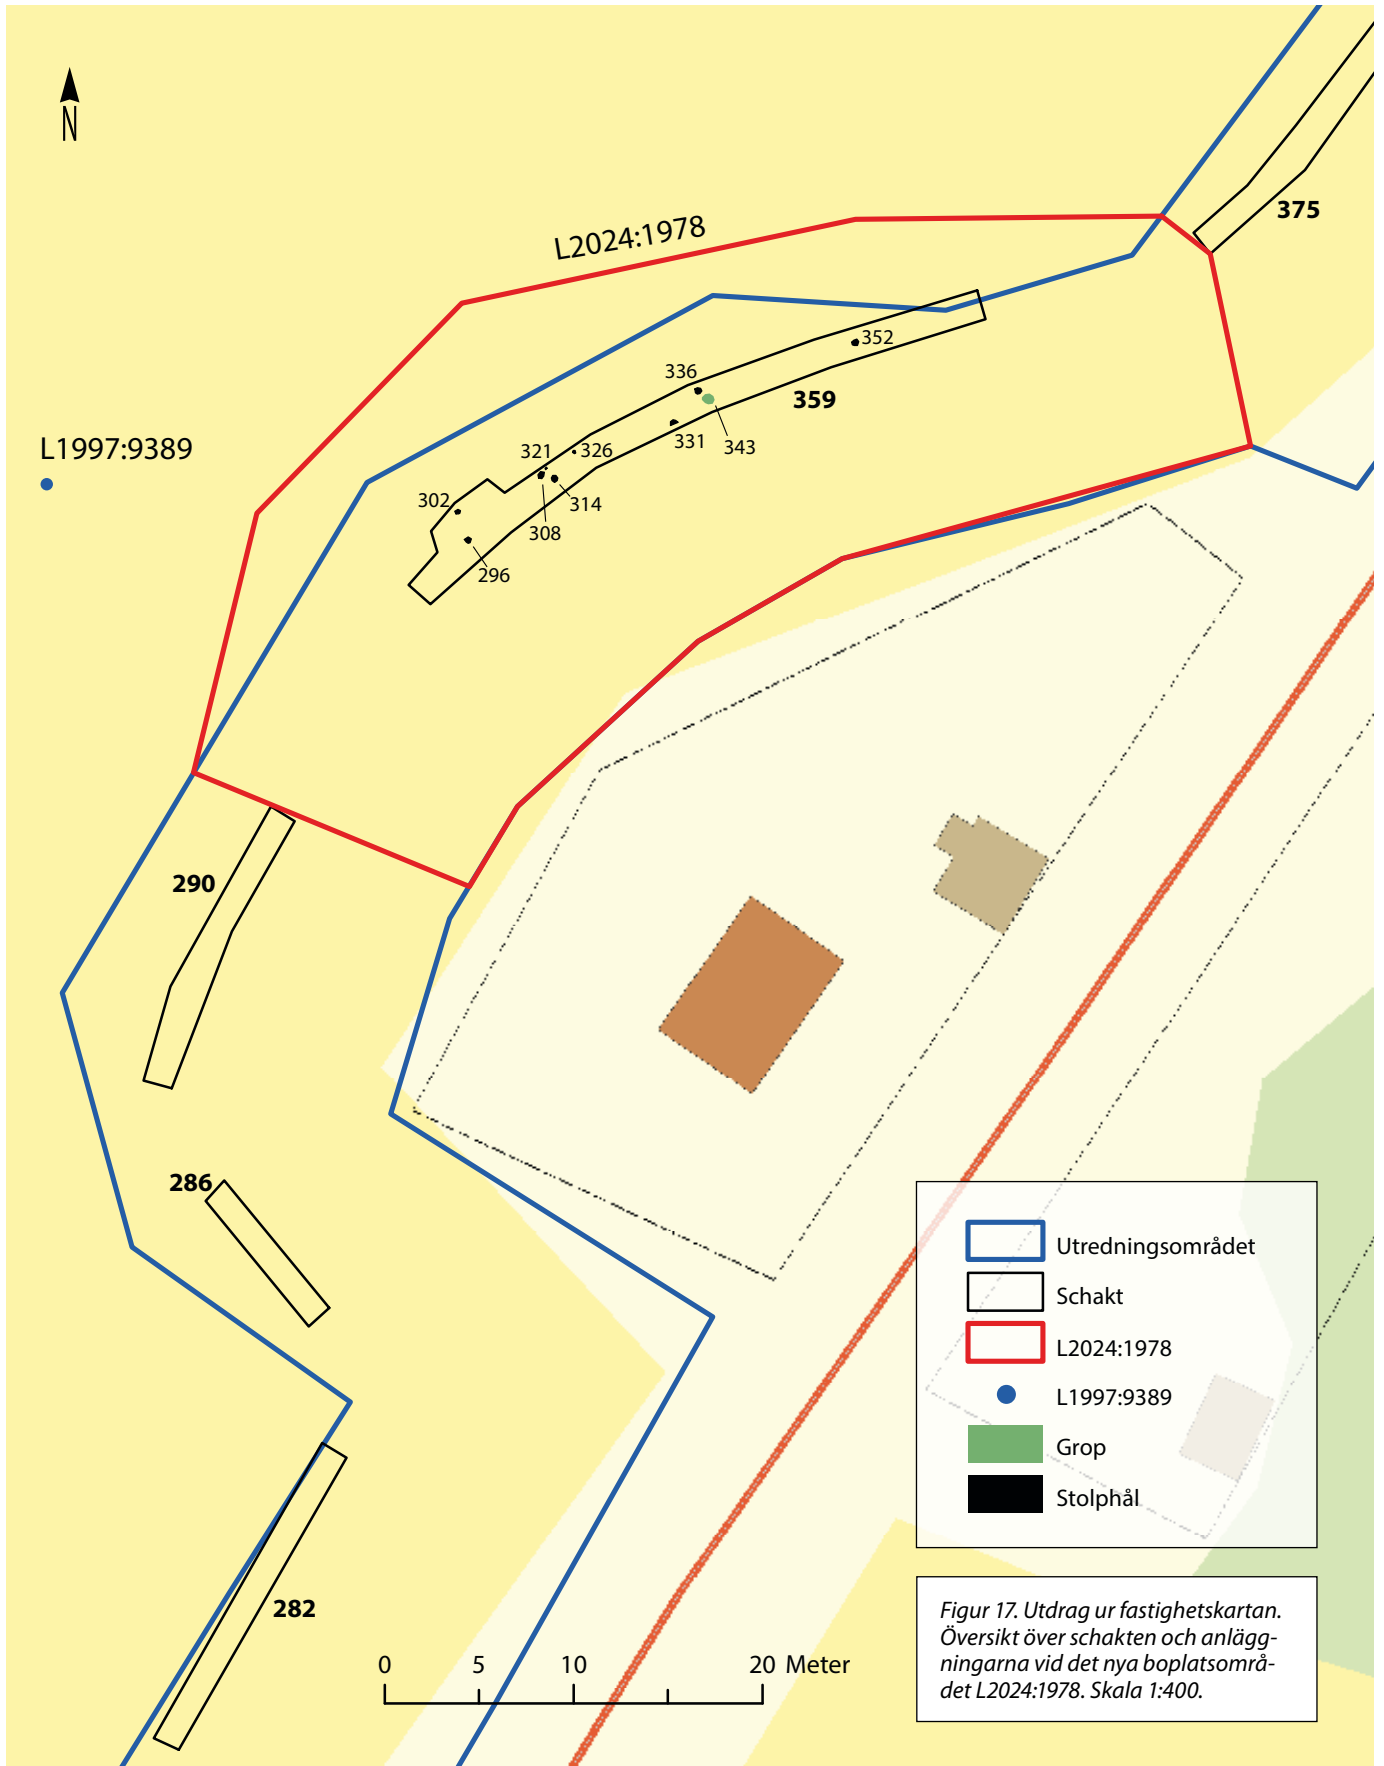 N
375
L2024:1978
352
336
359
L1997:9389
331
343
321
326
302
314
308
296
290
286
282
Utredningsområdet
Schakt
L2024:1978
L1997:9389
Grop
Stolphål
0 5 10 20 Meter
Figur 17. Utdrag ur fastighetskartan.
Översikt över schakten och anlägg-
ningarna vid det nya boplatsområ-
det L2024:1978. Skala 1:400.